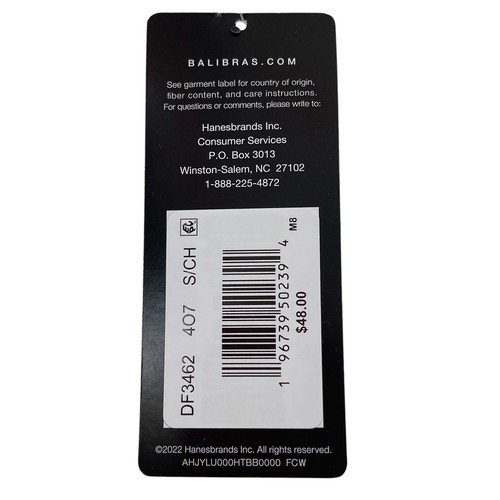 BALIBRAS.COM
See garment label for country of origin,
fiber content, and care instructions.
For questions or comments, please write to:
Hanesbrands Inc.
Consumer Services
P.O. Box 3013
Winston-Salem, NC 27102
1-888-225-4872
DF3462 4O7 S/CH
1 96739 50239 4
$48.00
M8
©2022 Hanesbrands Inc. All rights reserved.
AHJYLU000HTBB0000 FCW